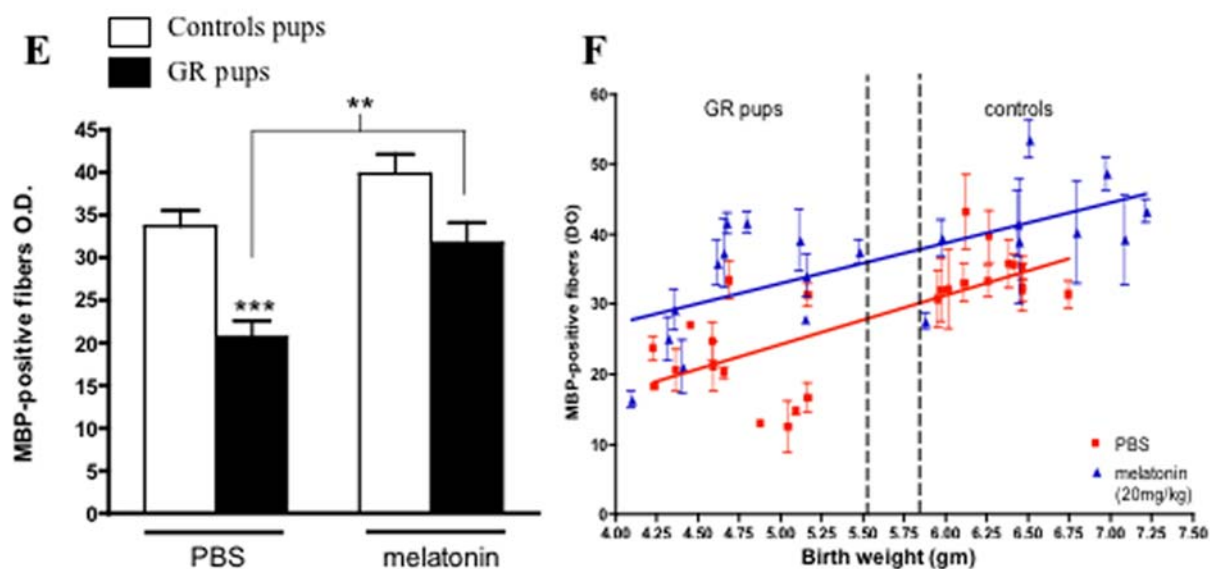 E
Controls pups
GR pups
MBP-positive fibers O.D.
45
40
35
30
25
20
15
10
5
0
**
***
PBS
melatonin
F
GR pups
controls
MBP-positive fibers (DO)
60
50
40
30
20
10
0
PBS
melatonin
(20mg/kg)
4.00 4.25 4.50 4.75 5.00 5.25 5.50 5.75 6.00 6.25 6.50 6.75 7.00 7.25 7.50
Birth weight (gm)